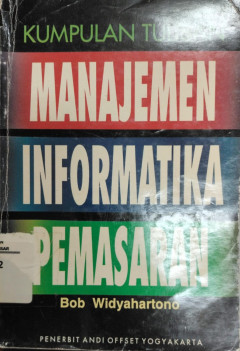 KUMPULAN
MANAJEMEN
INFORMATIKA
PEMASARAN
Bob Widyahartono
PENERBIT ANDI OFFSET YOGYAKARTA